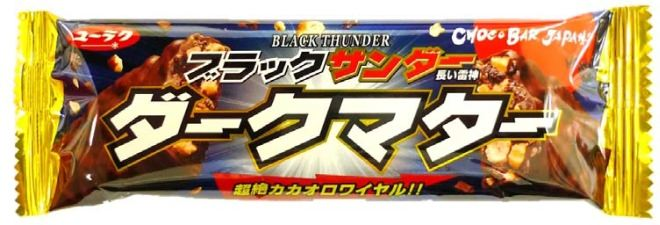 ユーラク
BLACK THUNDER
CHOCO BAR JAPAN
ブラックサンダー
長い雷神
ダークマター
超絶カカオロワイヤル!!